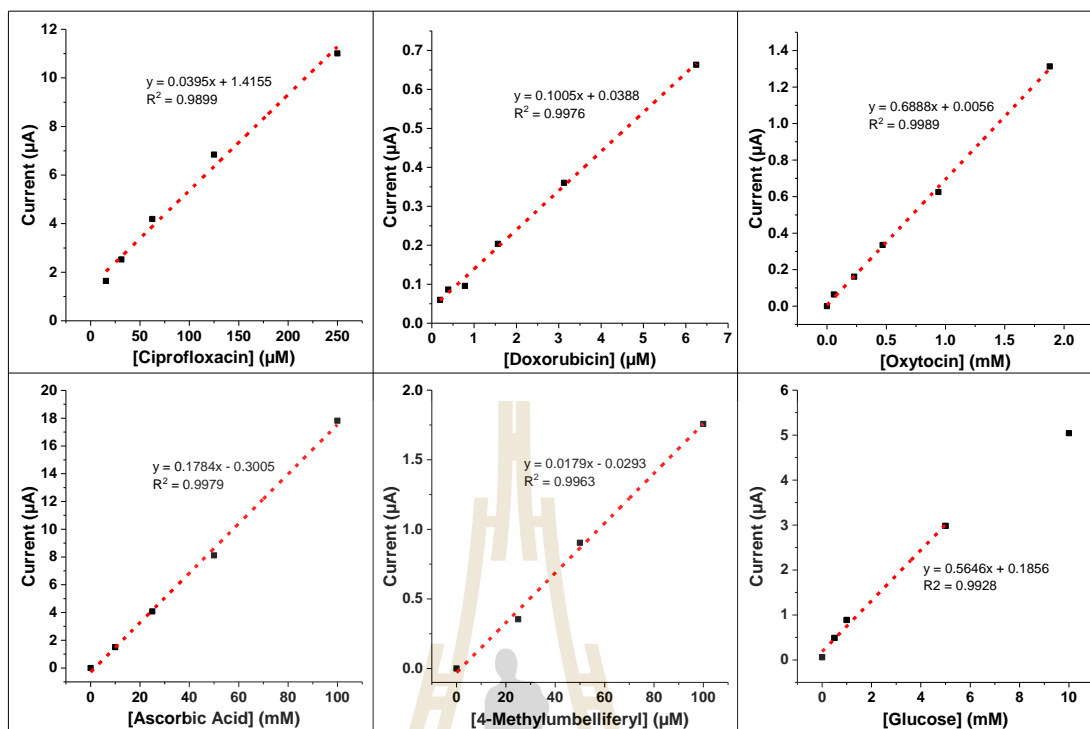 12
10
8
6
4
2
0
Current (µA)
y = 0.0395x + 1.4155
R² = 0.9899
0 50 100 150 200 250
[Ciprofloxacin] (µM)
0.7
0.6
0.5
0.4
0.3
0.2
0.1
0.0
Current (µA)
y = 0.1005x + 0.0388
R² = 0.9976
0 1 2 3 4 5 6 7
[Doxorubicin] (µM)
1.4
1.2
1.0
0.8
0.6
0.4
0.2
0.0
Current (µA)
y = 0.6888x + 0.0056
R² = 0.9989
0.0 0.5 1.0 1.5 2.0
[Oxytocin] (mM)
20
18
16
14
12
10
8
6
4
2
0
Current (µA)
y = 0.1784x - 0.3005
R² = 0.9979
0 20 40 60 80 100
[Ascorbic Acid] (mM)
2.0
1.5
1.0
0.5
0.0
Current (µA)
y = 0.0179x - 0.0293
R² = 0.9963
0 20 40 60 80 100
[4-Methylumbelliferyl] (µM)
6
5
4
3
2
1
0
Current (µA)
y = 0.5646x + 0.1856
R2 = 0.9928
0 2 4 6 8 10
[Glucose] (mM)